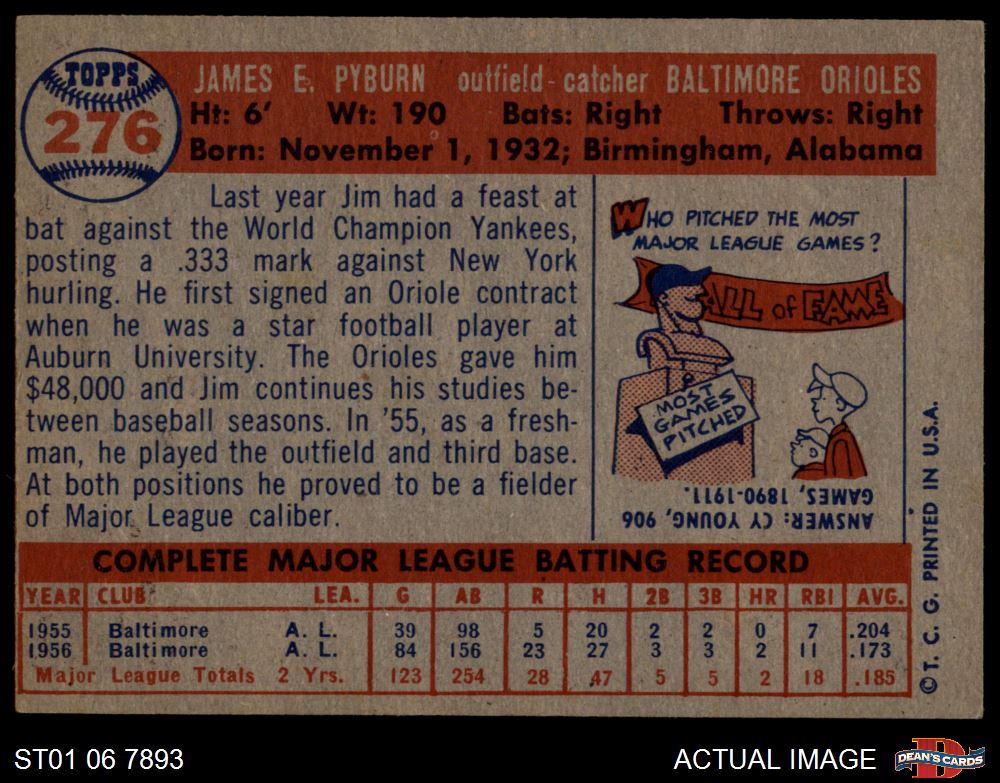 TOPPS
276
JAMES E. PYBURN outfield-catcher BALTIMORE ORIOLES
Ht: 6' Wt: 190 Bats: Right Throws: Right
Born: November 1, 1932; Birmingham, Alabama
Last year Jim had a feast at
bat against the World Champion Yankees,
posting a .333 mark against New York
hurling. He first signed an Oriole contract
when he was a star football player at
Auburn University. The Orioles gave him
$48,000 and Jim continues his studies be-
tween baseball seasons. In '55, as a fresh-
man, he played the outfield and third base.
At both positions he proved to be a fielder
of Major League caliber.
WHO PITCHED THE MOST
MAJOR LEAGUE GAMES?
ALL OF FAME
MOST
GAMES
PITCHED
ANSWER: CY YOUNG, 906
GAMES, 1890-1911.
COMPLETE MAJOR LEAGUE BATTING RECORD
YEAR CLUB LEA. G AB R H 2B 3B HR RBI AVG.
1955 Baltimore A. L. 39 98 5 20 2 2 0 7 .204
1956 Baltimore A. L. 84 156 23 27 3 3 2 11 .173
Major League Totals 2 Yrs. 123 254 28 47 5 5 2 18 .185
© T. C. G. PRINTED IN U.S.A.
ST01 06 7893
ACTUAL IMAGE
D
DEAN'S CARDS